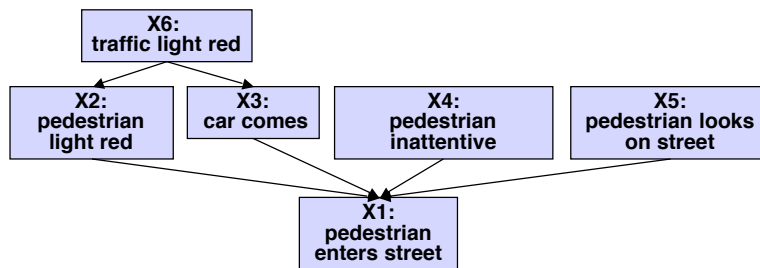 X6:
traffic light red
X2:
pedestrian
light red
X3:
car comes
X4:
pedestrian
inattentive
X5:
pedestrian looks
on street
X1:
pedestrian
enters street